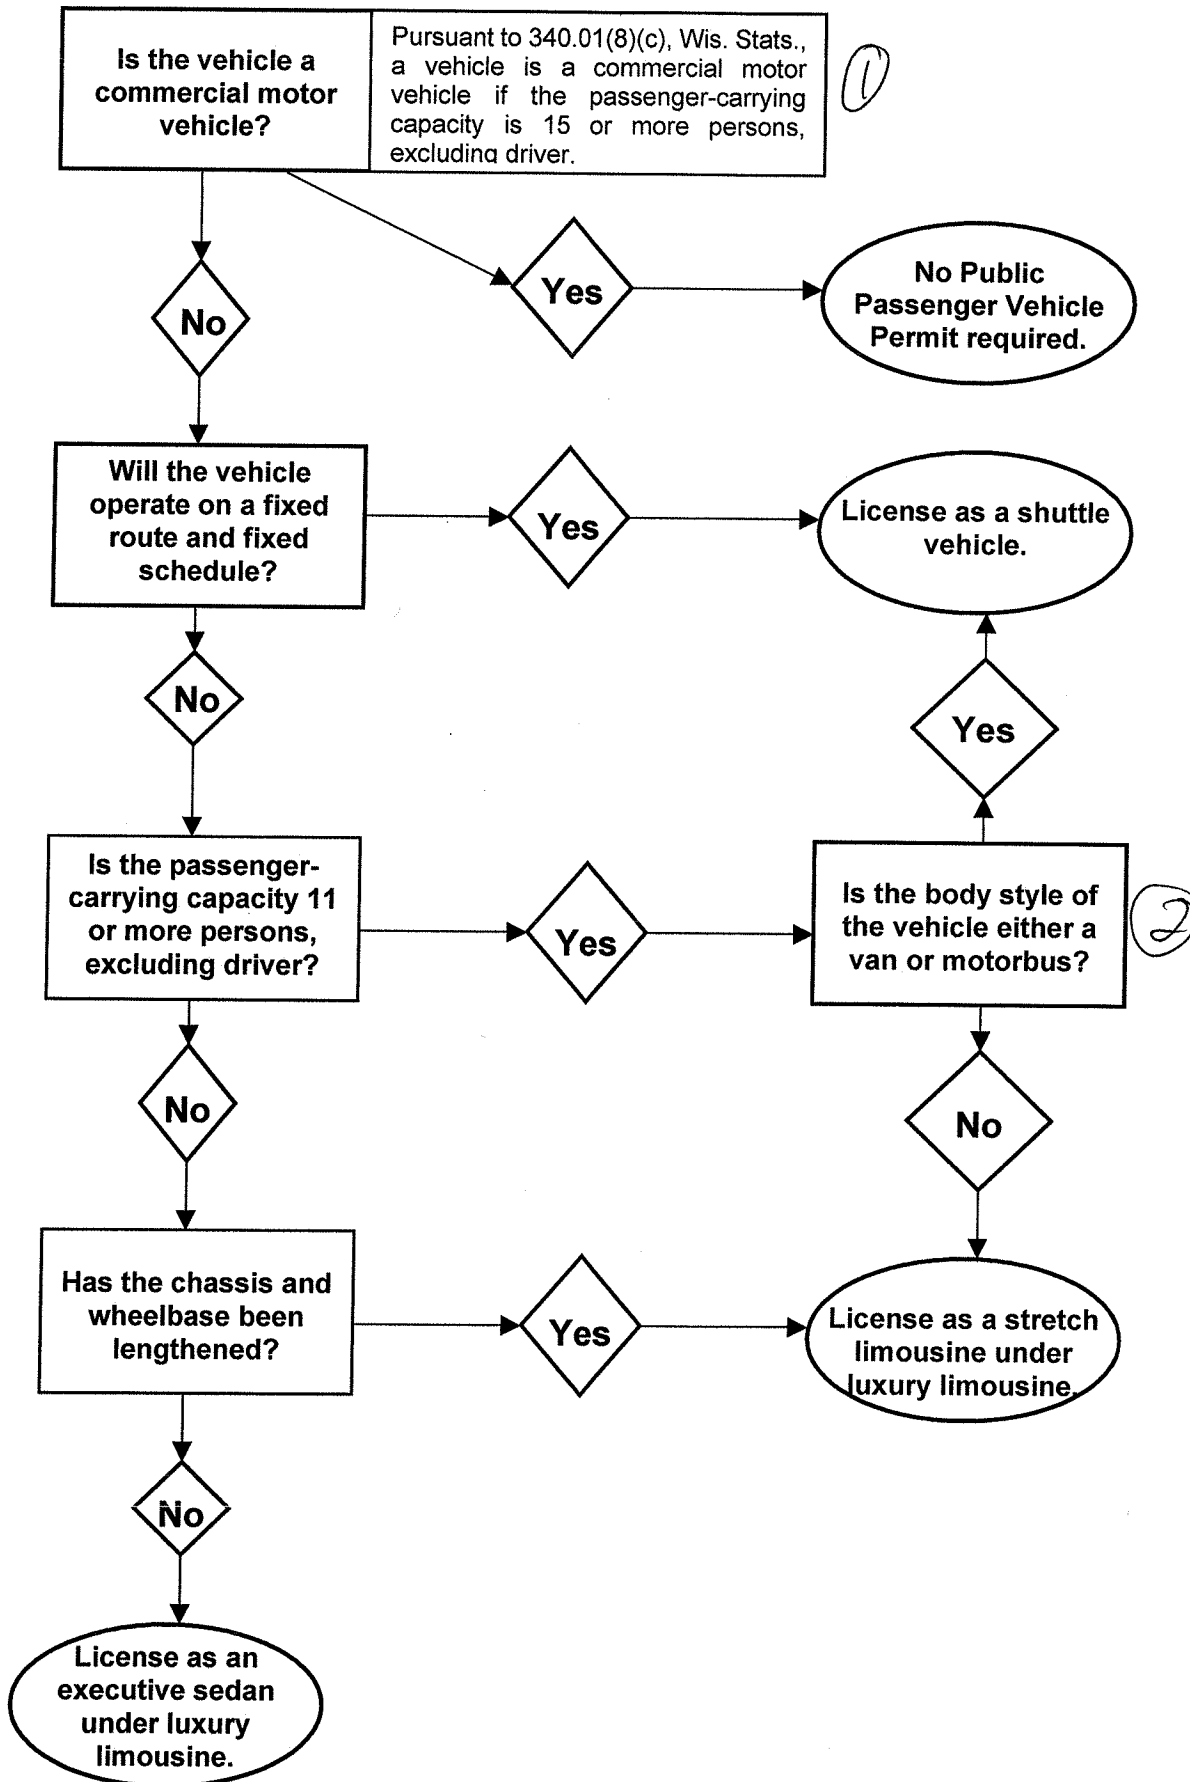 Is the vehicle a
commercial motor
vehicle?
Pursuant to 340.01(8)(c), Wis. Stats.,
a vehicle is a commercial motor
vehicle if the passenger-carrying
capacity is 15 or more persons,
excluding driver.
1
Yes
No Public
Passenger Vehicle
Permit required.
No
Will the vehicle
operate on a fixed
route and fixed
schedule?
Yes
License as a shuttle
vehicle.
No
Yes
Is the passenger-
carrying capacity 11
or more persons,
excluding driver?
Yes
Is the body style of
the vehicle either a
van or motorbus?
2
No
No
Has the chassis and
wheelbase been
lengthened?
Yes
License as a stretch
limousine under
luxury limousine.
No
License as an
executive sedan
under luxury
limousine.